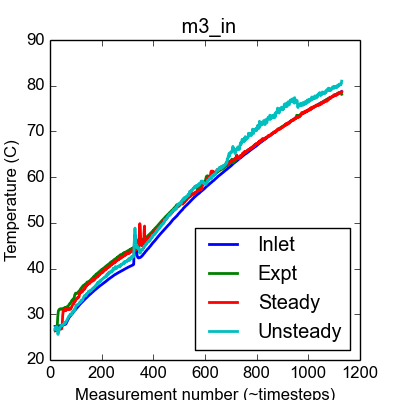 m3_in
90
80
70
60
50
40
30
20
Temperature (C)
Inlet
Expt
Steady
Unsteady
0 200 400 600 800 1000 1200
Measurement number (~timesteps)